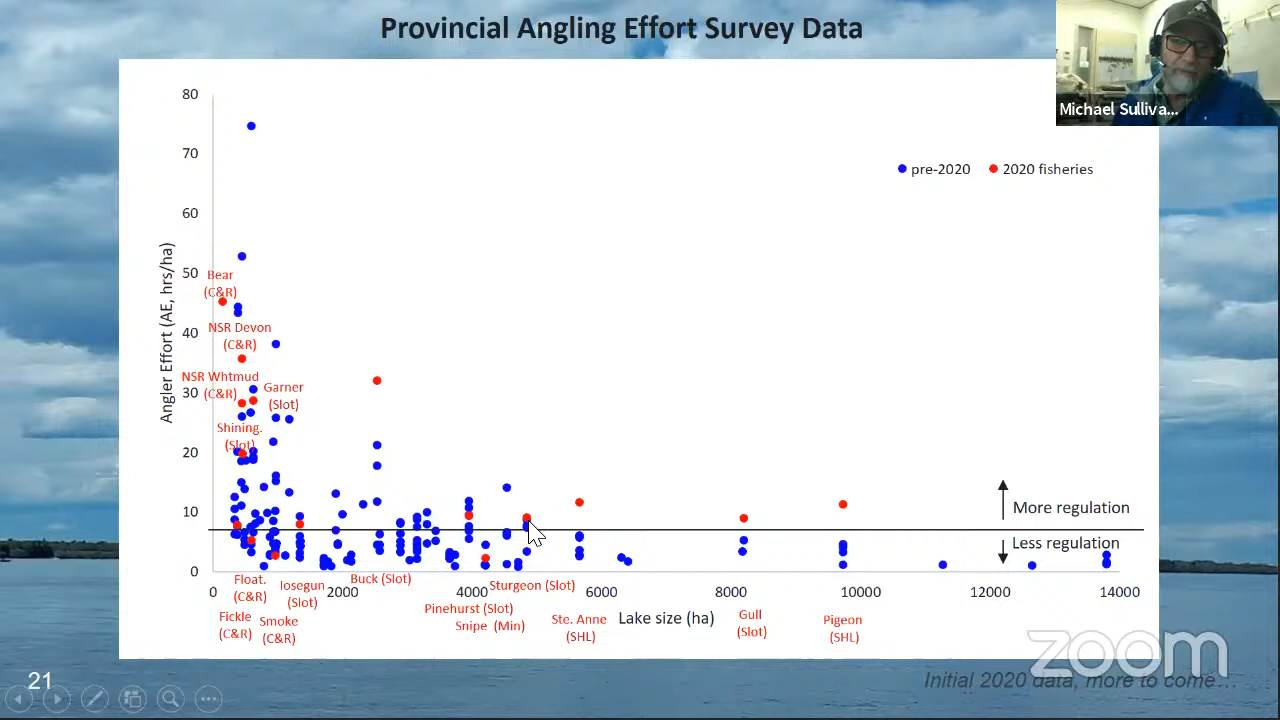 Provincial Angling Effort Survey Data
Michael Sulliva...
80
70
60
50
40
30
20
10
0
Angler Effort (AE, hrs/ha)
pre-2020
2020 fisheries
Bear
(C&R)
NSR Devon
(C&R)
NSR Whtmud
(C&R)
Garner
(Slot)
Shining.
(Slot)
More regulation
Less regulation
0
2000
4000
6000
8000
10000
12000
14000
Float.
(C&R)
Iosegun
(Slot)
Buck (Slot)
Sturgeon (Slot)
Fickle
(C&R)
Smoke
(C&R)
Pinehurst (Slot)
Snipe (Min)
Ste. Anne
(SHL)
Lake size (ha)
Gull
(Slot)
Pigeon
(SHL)
zoom
Initial 2020 data, more to come...
21